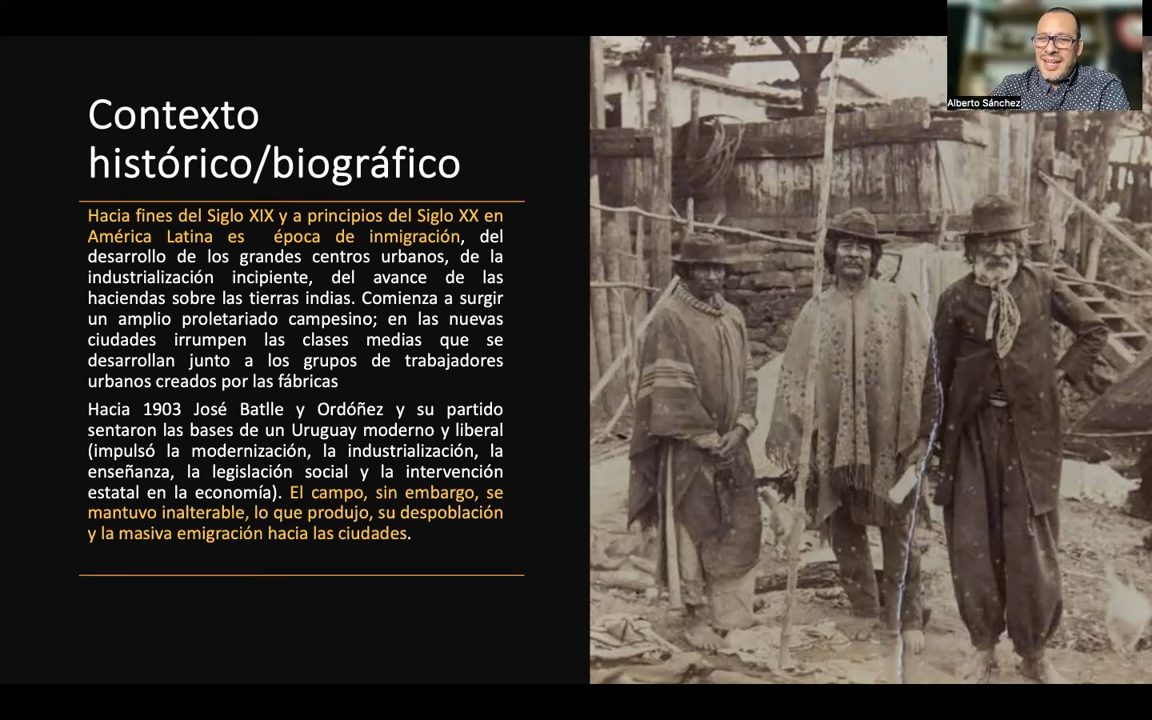 Contexto
histórico/biográfico
Hacia fines del Siglo XIX y a principios del Siglo XX en
América Latina es época de inmigración, del
desarrollo de los grandes centros urbanos, de la
industrialización incipiente, del avance de las
haciendas sobre las tierras indias. Comienza a surgir
un amplio proletariado campesino; en las nuevas
ciudades irrumpen las clases medias que se
desarrollan junto a los grupos de trabajadores
urbanos creados por las fábricas
Hacia 1903 José Batlle y Ordóñez y su partido
sentaron las bases de un Uruguay moderno y liberal
(impulsó la modernización, la industrialización, la
enseñanza, la legislación social y la intervención
estatal en la economía). El campo, sin embargo, se
mantuvo inalterable, lo que produjo, su despoblación
y la masiva emigración hacia las ciudades.
Alberto Sánchez